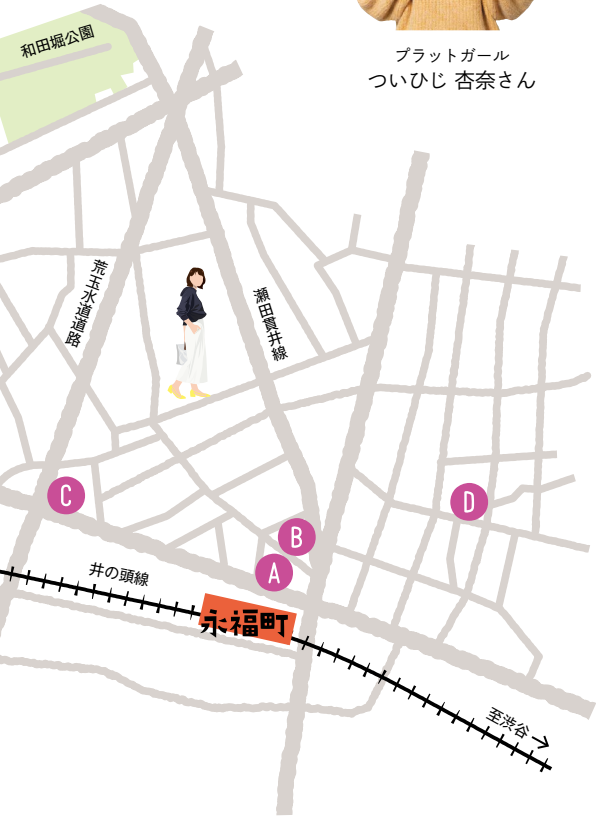 プラットガール
ついひじ 杏奈さん
和田堀公園
荒玉水道道路
瀬田貫井線
C
D
B
A
井の頭線
永福町
至渋谷→